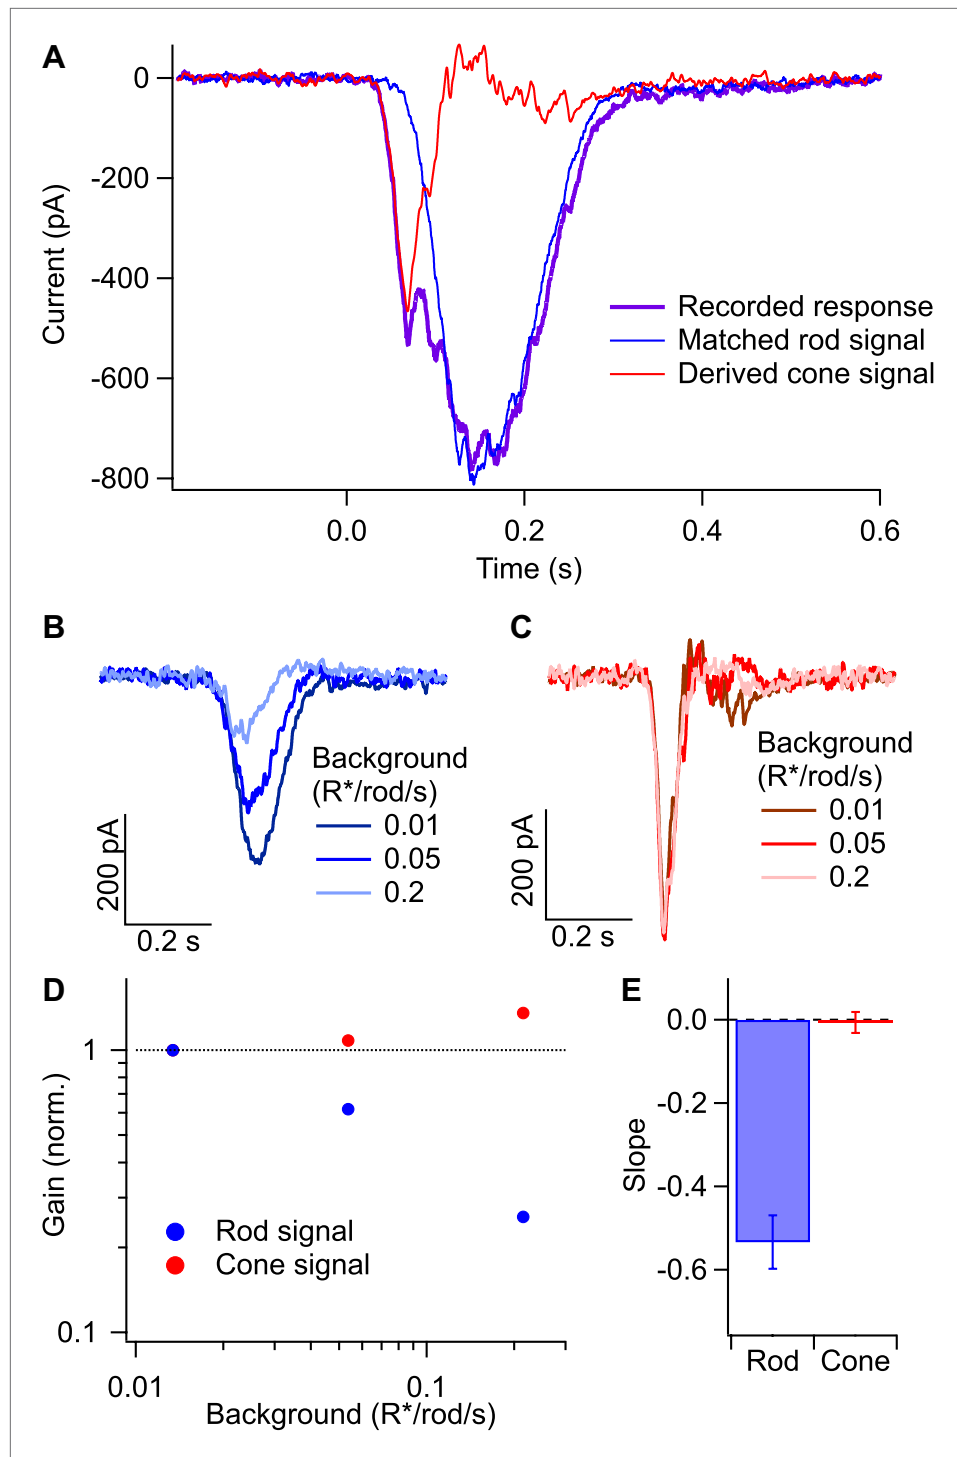 A
0
-200
-400
-600
-800
Current (pA)
Recorded response
Matched rod signal
Derived cone signal
0.0 0.2 0.4 0.6
Time (s)
B
Background
(R*/rod/s)
0.01
0.05
0.2
200 pA
0.2 s
C
Background
(R*/rod/s)
0.01
0.05
0.2
200 pA
0.2 s
D
1
0.1
Gain (norm.)
Rod signal
Cone signal
0.01 0.1
Background (R*/rod/s)
E
0.0
-0.2
-0.4
-0.6
Slope
Rod Cone